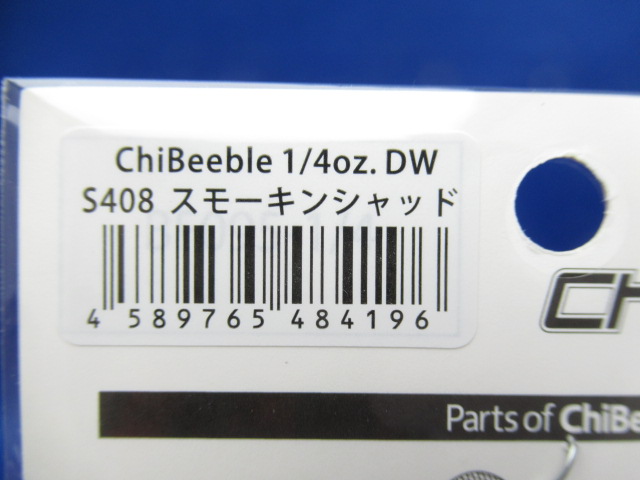 ChiBeeble 1/4oz. DW
S408 スモーキンシャッド
4 589765 484196
Parts of